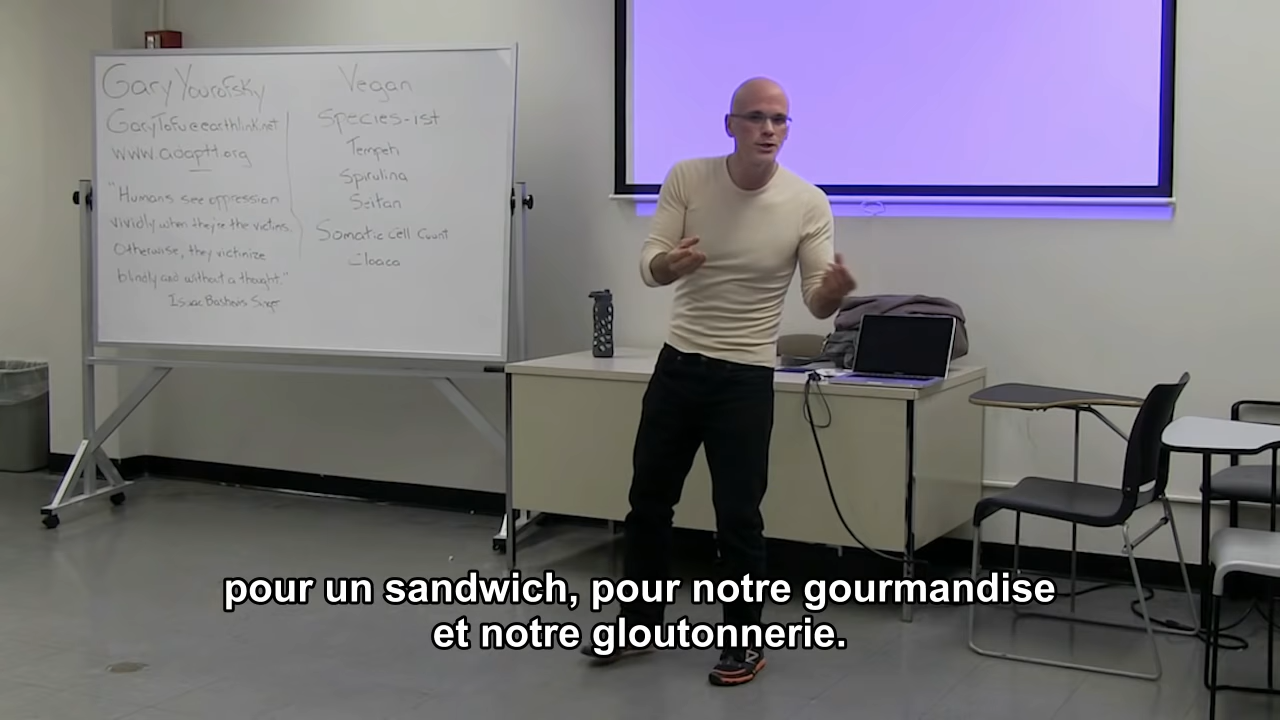 Gary Yourofsky
GaryTofu@earthlink.net
www.adaptt.org
"Humans see oppression
vividly when they're the victims.
Otherwise, they victimize
blindly and without a thought."
Isaac Bashevis Singer
Vegan
Species-ist
Tempeh
Spirulina
Seitan
Somatic Cell Count
Cloaca
pour un sandwich, pour notre gourmandise
et notre gloutonnerie.